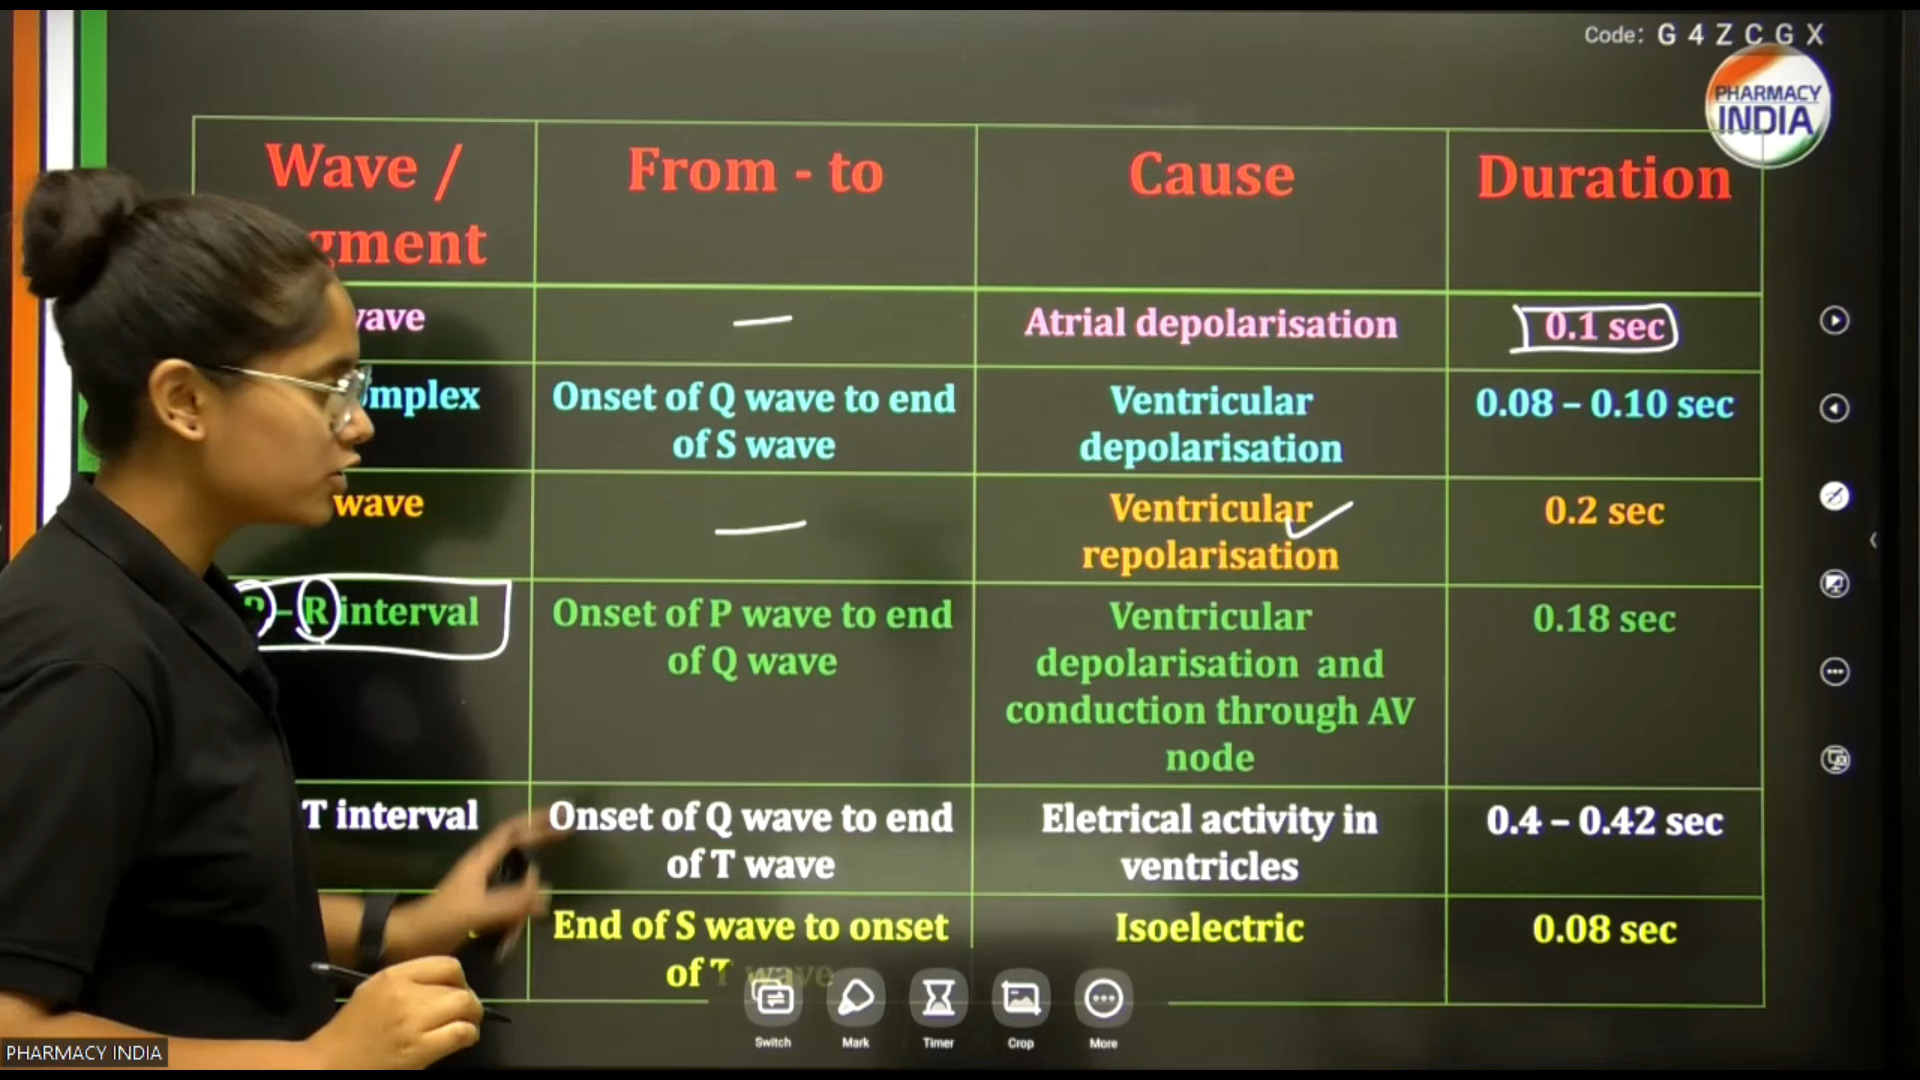 Code: G 4 Z C G X
PHARMACY
INDIA
Wave /
gment
From - to
Cause
Duration
wave
Atrial depolarisation
0.1 sec
omplex
Onset of Q wave to end
of S wave
Ventricular
depolarisation
0.08 – 0.10 sec
wave
Ventricular
repolarisation
0.2 sec
P – R interval
Onset of P wave to end
of Q wave
Ventricular
depolarisation and
conduction through AV
node
0.18 sec
T interval
Onset of Q wave to end
of T wave
Eletrical activity in
ventricles
0.4 – 0.42 sec
End of S wave to onset
of T wave
Isoelectric
0.08 sec
Switch
Mark
Timer
Crop
More
PHARMACY INDIA